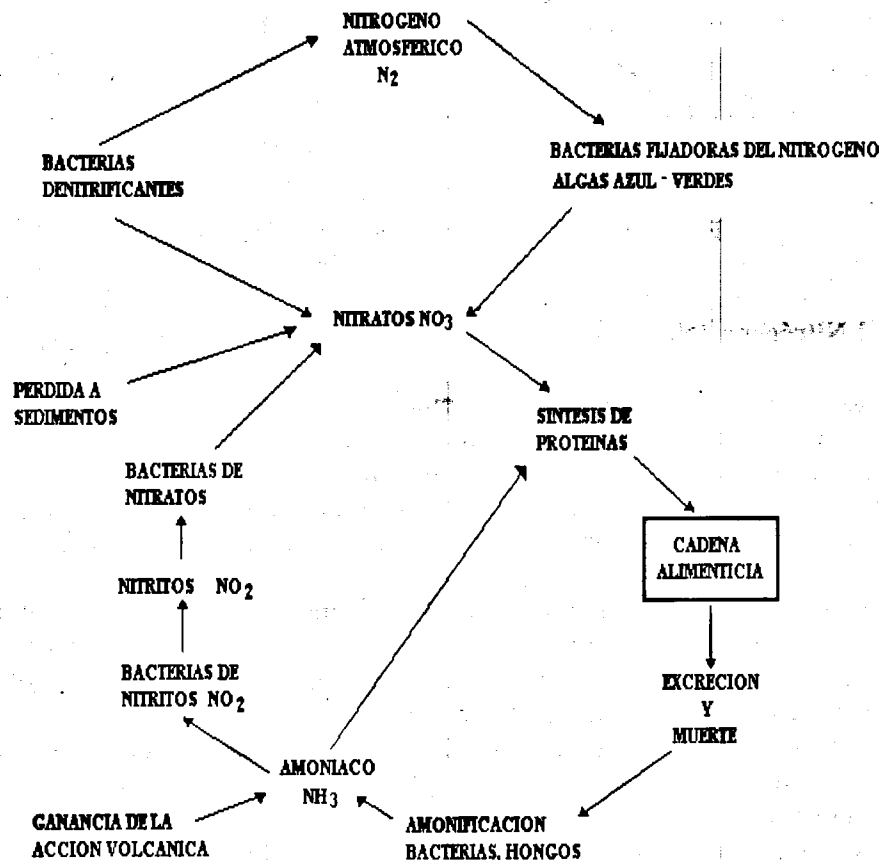 NITROGENO
ATMOSFERICO
N2
BACTERIAS
DENITRIFICANTES
BACTERIAS FIJADORAS DEL NITROGENO
ALGAS AZUL - VERDES
NITRATOS NO3
PERDIDA A
SEDIMENTOS
SINTESIS DE
PROTEINAS
BACTERIAS DE
NITRATOS
CADENA
ALIMENTICIA
NITRITOS NO2
BACTERIAS DE
NITRITOS NO2
EXCRECION
Y
MUERTE
AMONIACO
NH3
GANANCIA DE LA
ACCION VOLCANICA
AMONIFICACION
BACTERIAS, HONGOS